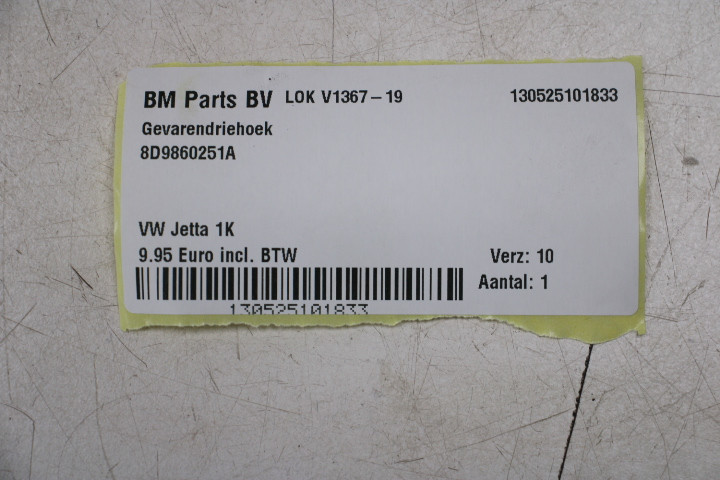 BM Parts BV LOK V1367-19 130525101833
Gevarendriehoek
8D9860251A
VW Jetta 1K
9.95 Euro incl. BTW Verz: 10
Aantal: 1
130525101833